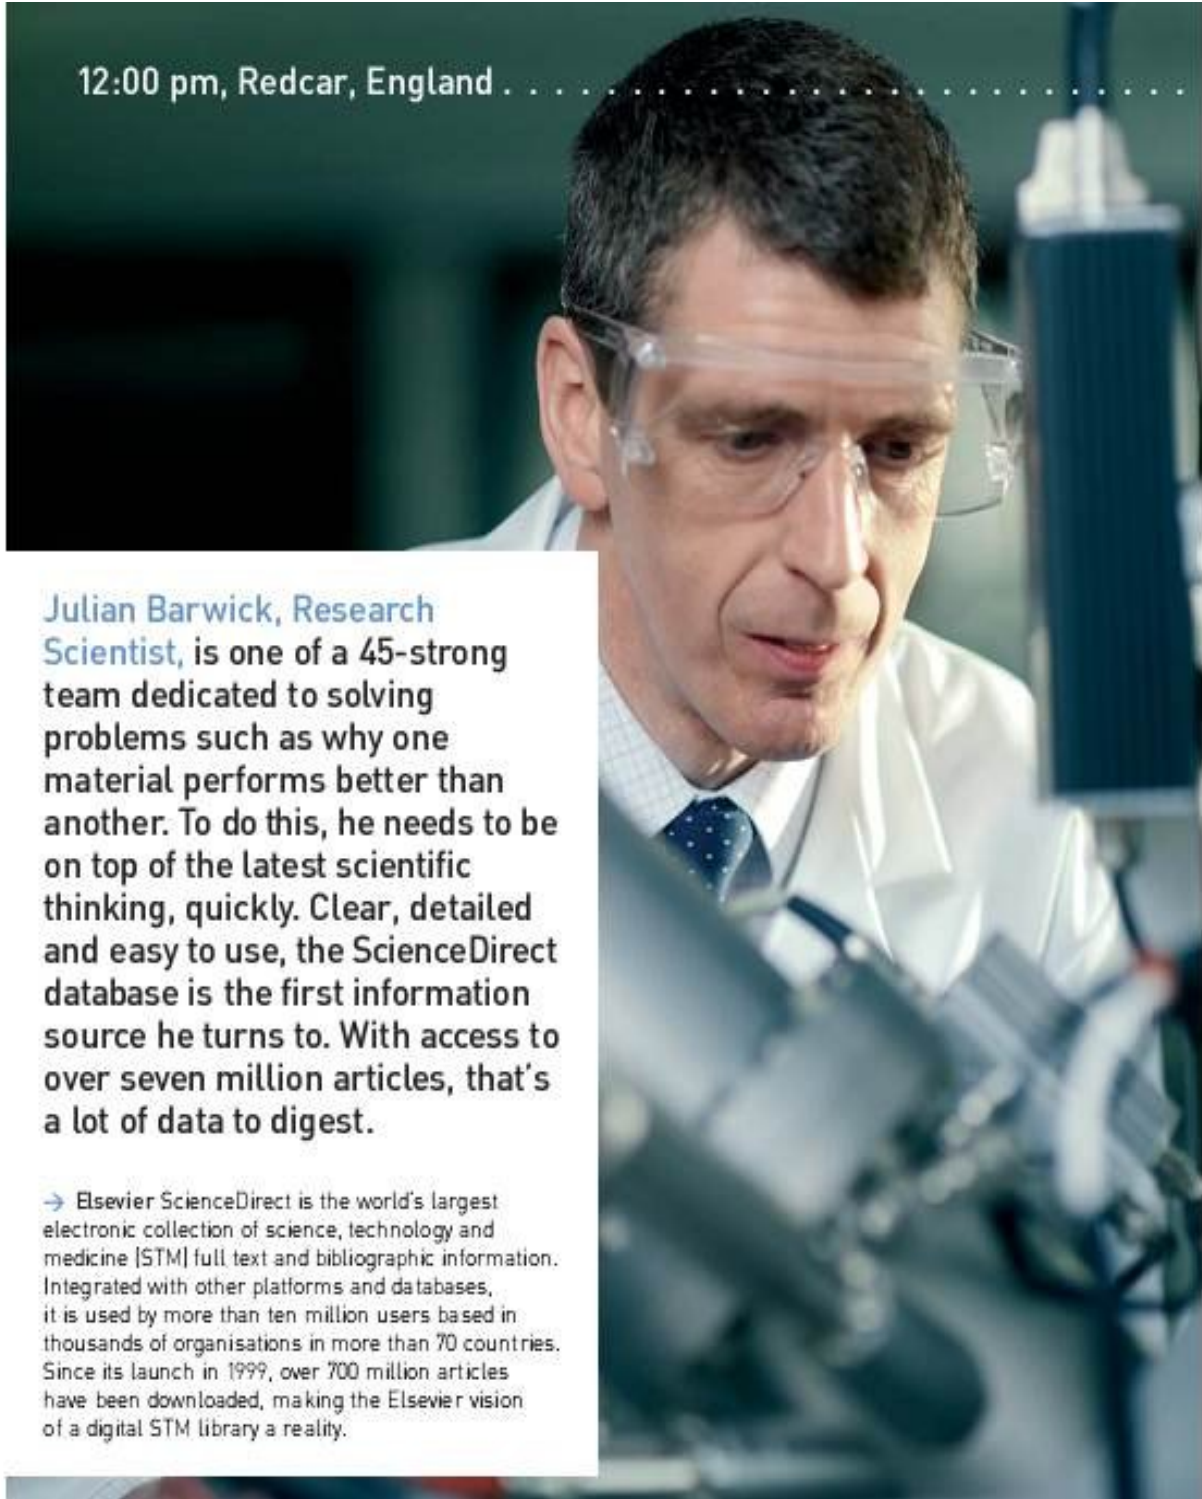 12:00 pm, Redcar, England . . . . . . . . . . . . . . . . . . . . . . . . . . .
Julian Barwick, Research
Scientist, is one of a 45-strong
team dedicated to solving
problems such as why one
material performs better than
another. To do this, he needs to be
on top of the latest scientific
thinking, quickly. Clear, detailed
and easy to use, the ScienceDirect
database is the first information
source he turns to. With access to
over seven million articles, that's
a lot of data to digest.
→ Elsevier ScienceDirect is the world's largest
electronic collection of science, technology and
medicine (STM) full text and bibliographic information.
Integrated with other platforms and databases,
it is used by more than ten million users based in
thousands of organisations in more than 70 countries.
Since its launch in 1999, over 700 million articles
have been downloaded, making the Elsevier vision
of a digital STM library a reality.